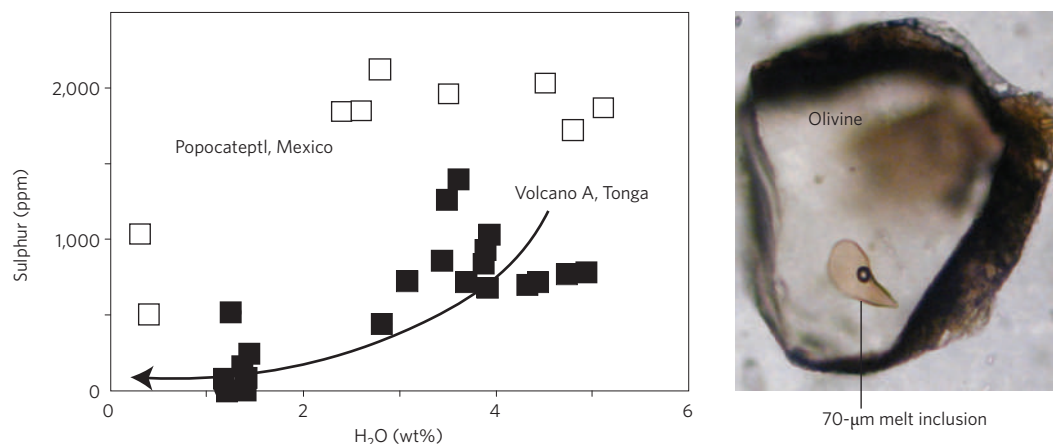 2,000
1,000
0
Sulphur (ppm)
Popocateptl, Mexico
Volcano A, Tonga
0
2
4
6
H₂O (wt%)
Olivine
70-μm melt inclusion